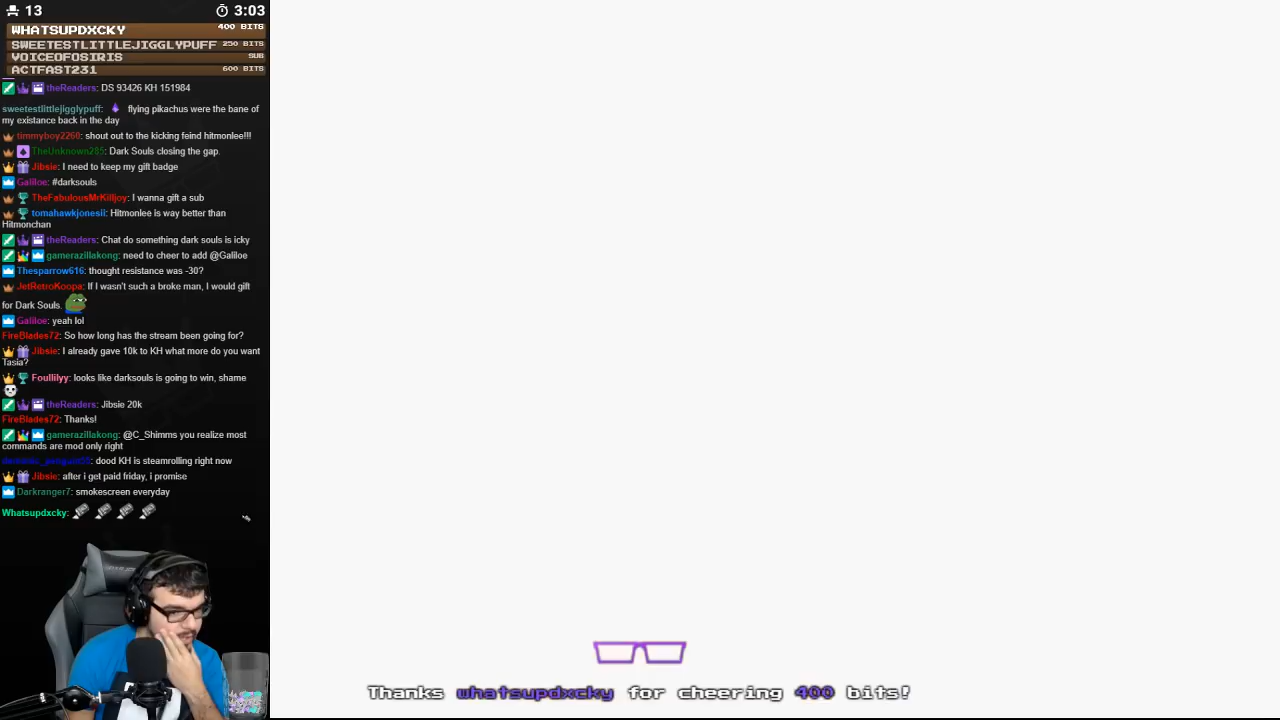 13 3:03
WHATSUPDXCKY 400 BITS
SWEETESTLITTLEJIGGLYPUFF 250 BITS
VOICEOFOSIRIS SUB
ACTFAST231 600 BITS
theReaders: DS 93426 KH 151984
sweetestlittlejigglypuff: flying pikachus were the bane of
my existance back in the day
timmyboy2260: shout out to the kicking feind hitmonlee!!!
TheUnknown285: Dark Souls closing the gap.
Jibsie: I need to keep my gift badge
Galiloe: #darksouls
TheFabulousMrKilljoy: I wanna gift a sub
tomahawkjonesii: Hitmonlee is way better than
Hitmonchan
theReaders: Chat do something dark souls is icky
gamerazillakong: need to cheer to add @Galiloe
Thesparrow616: thought resistance was -30?
JetRetroKoopa: If I wasn't such a broke man, I would gift
for Dark Souls.
Galiloe: yeah lol
FireBlades72: So how long has the stream been going for?
Jibsie: I already gave 10k to KH what more do you want
Tasia?
Foullilyy: looks like darksouls is going to win, shame
theReaders: Jibsie 20k
FireBlades72: Thanks!
gamerazillakong: @C_Shimms you realize most
commands are mod only right
dood KH is steamrolling right now
Jibsie: after i get paid friday, i promise
Darkranger7: smokescreen everyday
Whatsupdxcky:
Thanks whatsupdxcky for cheering 400 bits!